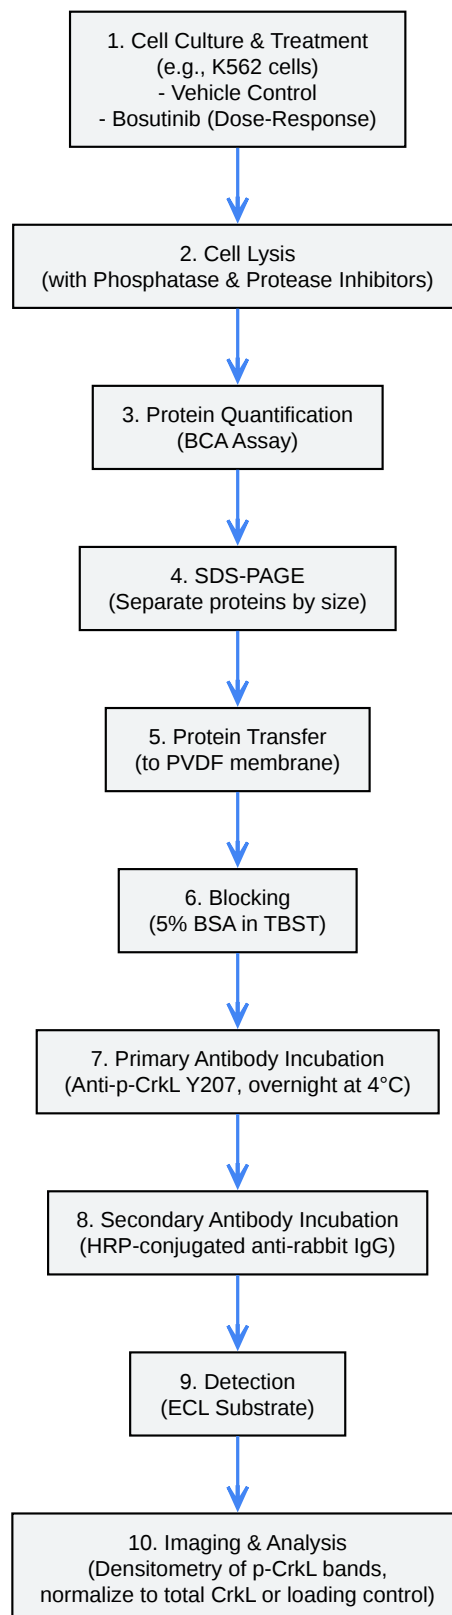 1. Cell Culture & Treatment
(e.g., K562 cells)
- Vehicle Control
- Bosutinib (Dose-Response)
2. Cell Lysis
(with Phosphatase & Protease Inhibitors)
3. Protein Quantification
(BCA Assay)
4. SDS-PAGE
(Separate proteins by size)
5. Protein Transfer
(to PVDF membrane)
6. Blocking
(5% BSA in TBST)
7. Primary Antibody Incubation
(Anti-p-CrkL Y207, overnight at 4°C)
8. Secondary Antibody Incubation
(HRP-conjugated anti-rabbit IgG)
9. Detection
(ECL Substrate)
10. Imaging & Analysis
(Densitometry of p-CrkL bands,
normalize to total CrkL or loading control)